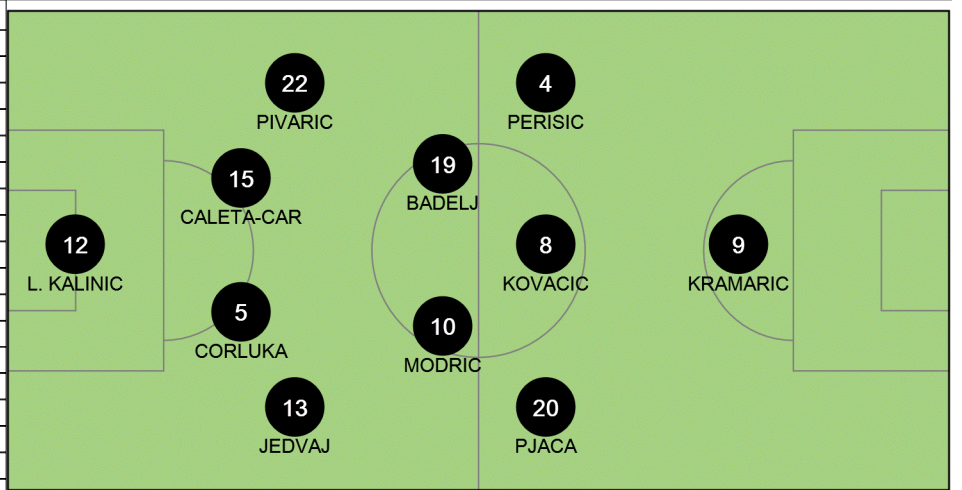 22
PIVARIC
4
PERISIC
15
CALETA-CAR
19
BADELJ
12
L. KALINIC
8
KOVACIC
9
KRAMARIC
5
CORLUKA
10
MODRIC
13
JEDVAJ
20
PJACA